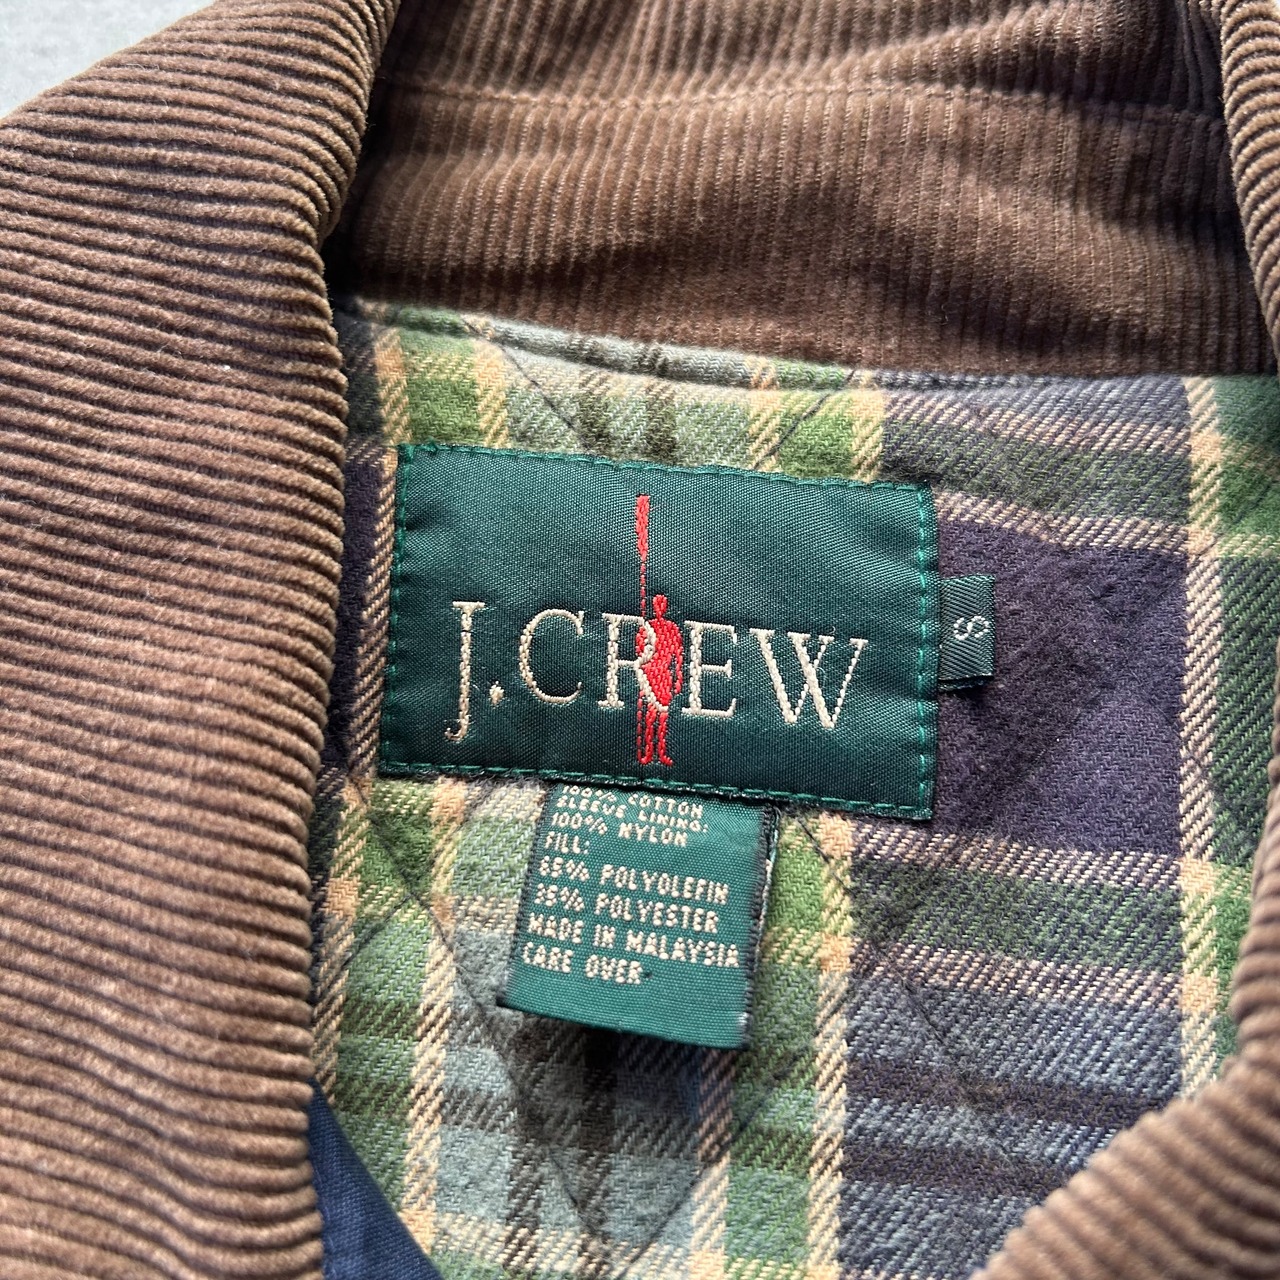 J.CREW
S
100% COTTON
SLEEVE LINING:
100% NYLON
FILL:
65% POLYOLEFIN
35% POLYESTER
MADE IN MALAYSIA
CARE OVER